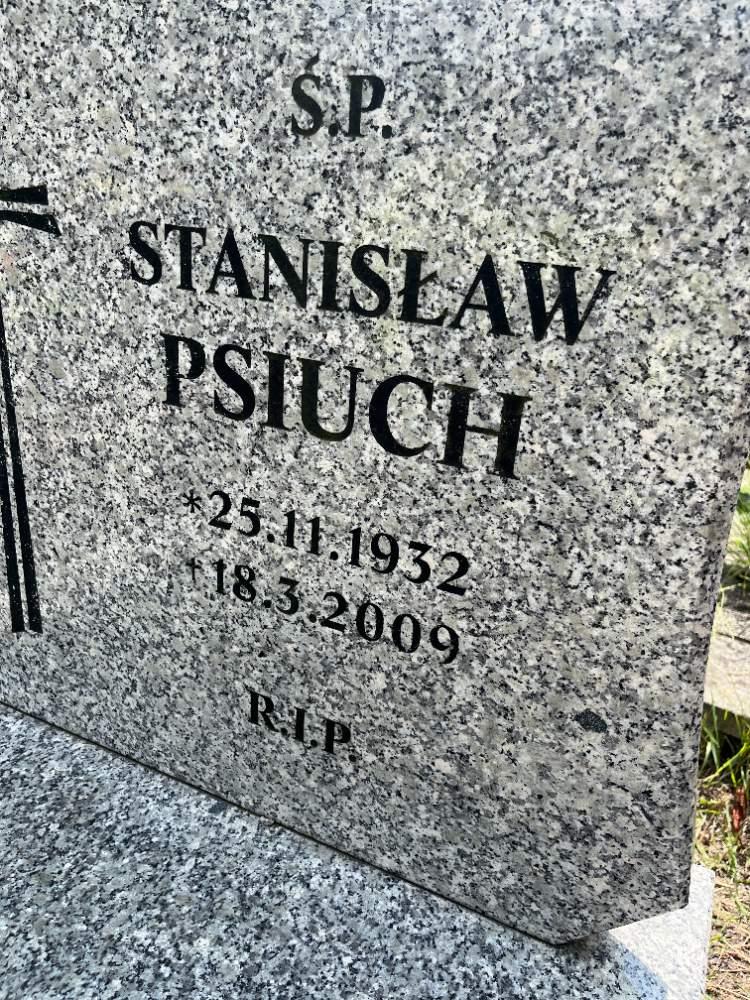 Ś.P.
STANISŁAW
PSIUCH
*25.11.1932
†18.3.2009
R.I.P.